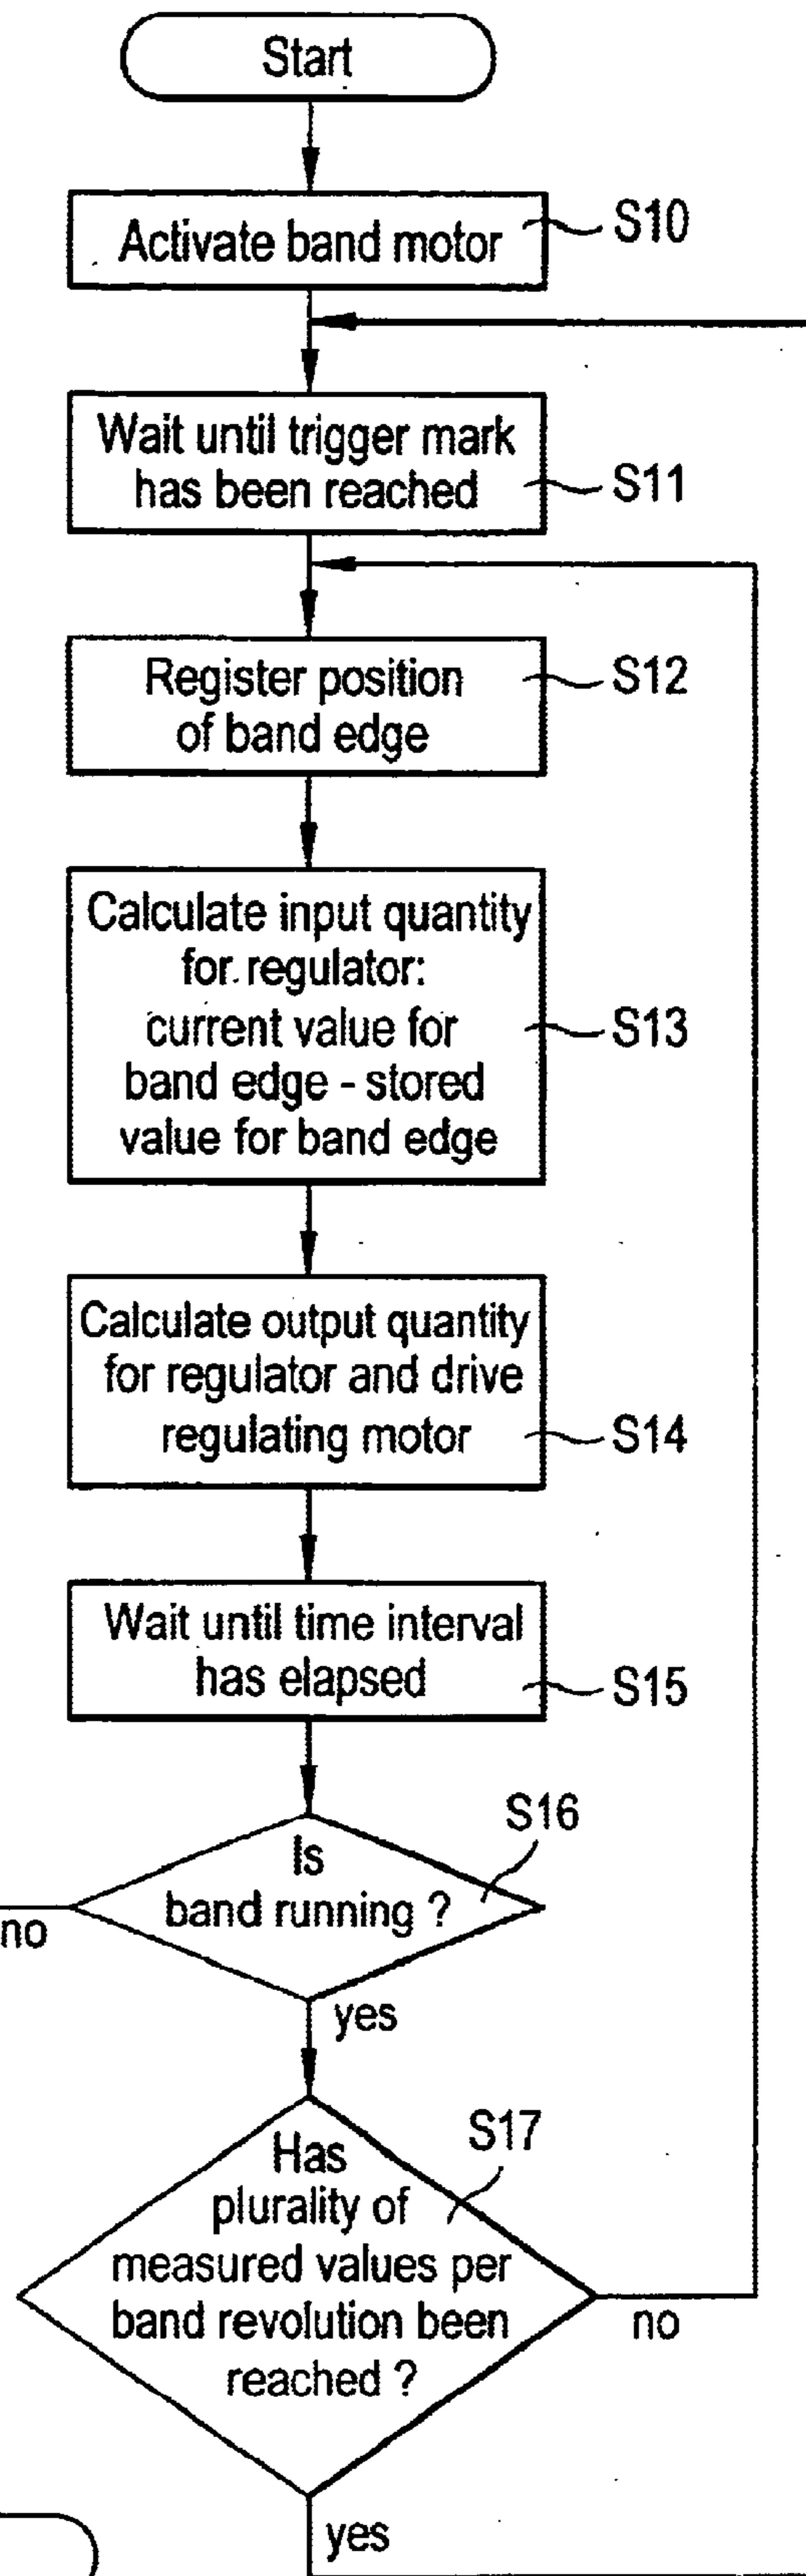 Start
Activate band motor
S10
Wait until trigger mark
has been reached
S11
Register position
of band edge
S12
Calculate input quantity
for regulator:
current value for
band edge - stored
value for band edge
S13
Calculate output quantity
for regulator and drive
regulating motor
S14
Wait until time interval
has elapsed
S15
S16
Is
band running ?
no
yes
S17
Has
plurality of
measured values per
band revolution been
reached ?
no
yes